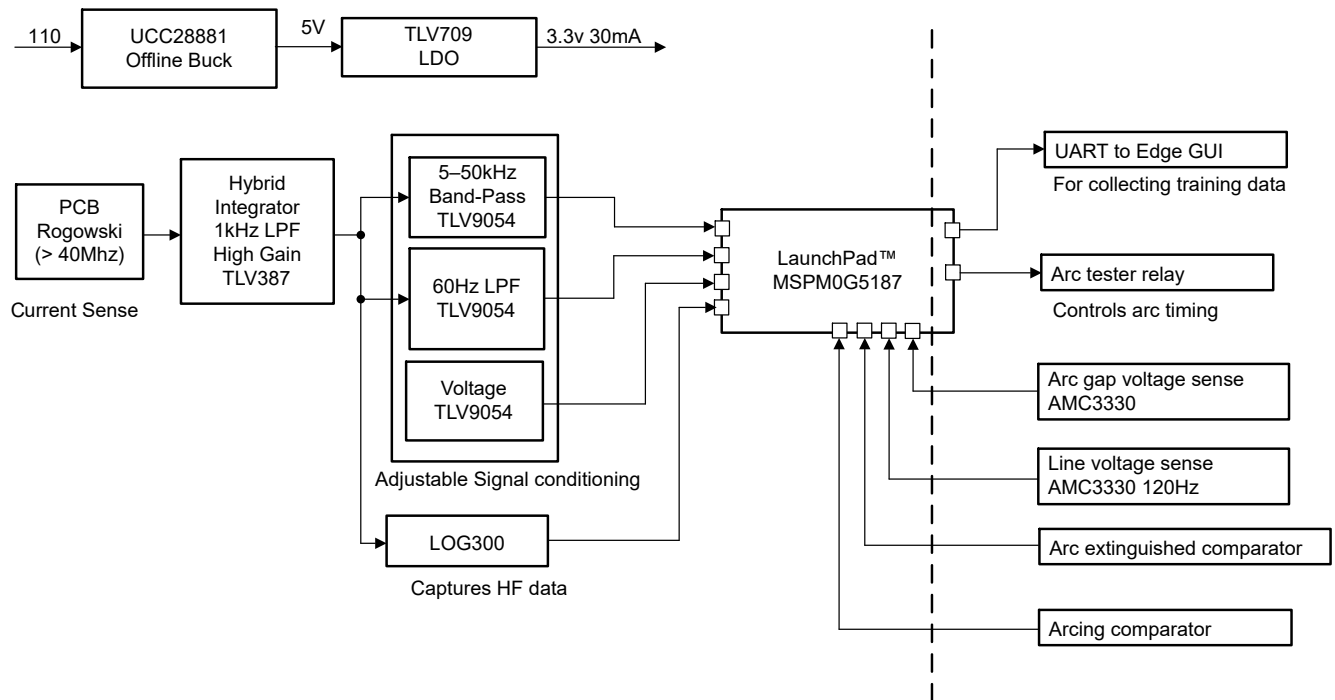 110
UCC28881
Offline Buck
5V
TLV709
LDO
3.3v 30mA
PCB
Rogowski
(> 40Mhz)
Current Sense
Hybrid
Integrator
1kHz LPF
High Gain
TLV387
5–50kHz
Band-Pass
TLV9054
60Hz LPF
TLV9054
Voltage
TLV9054
Adjustable Signal conditioning
LOG300
Captures HF data
LaunchPad™
MSPM0G5187
UART to Edge GUI
For collecting training data
Arc tester relay
Controls arc timing
Arc gap voltage sense
AMC3330
Line voltage sense
AMC3330 120Hz
Arc extinguished comparator
Arcing comparator